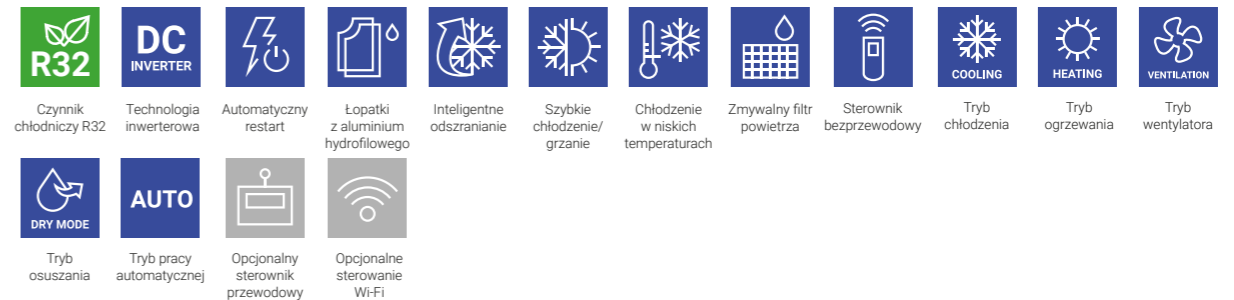 R32
Czynnik
chłodniczy R32
DC
INVERTER
Technologia
inwerterowa
Automatyczny
restart
Łopatki
z aluminium
hydrofilowego
Inteligentne
odszranianie
Szybkie
chłodzenie/
grzanie
Chłodzenie
w niskich
temperaturach
Zmywalny filtr
powietrza
Sterownik
bezprzewodowy
COOLING
Tryb
chłodzenia
HEATING
Tryb
ogrzewania
VENTILATION
Tryb
wentylatora
DRY MODE
Tryb
osuszania
AUTO
Tryb pracy
automatycznej
Opcjonalny
sterownik
przewodowy
Opcjonalne
sterowanie
Wi-Fi